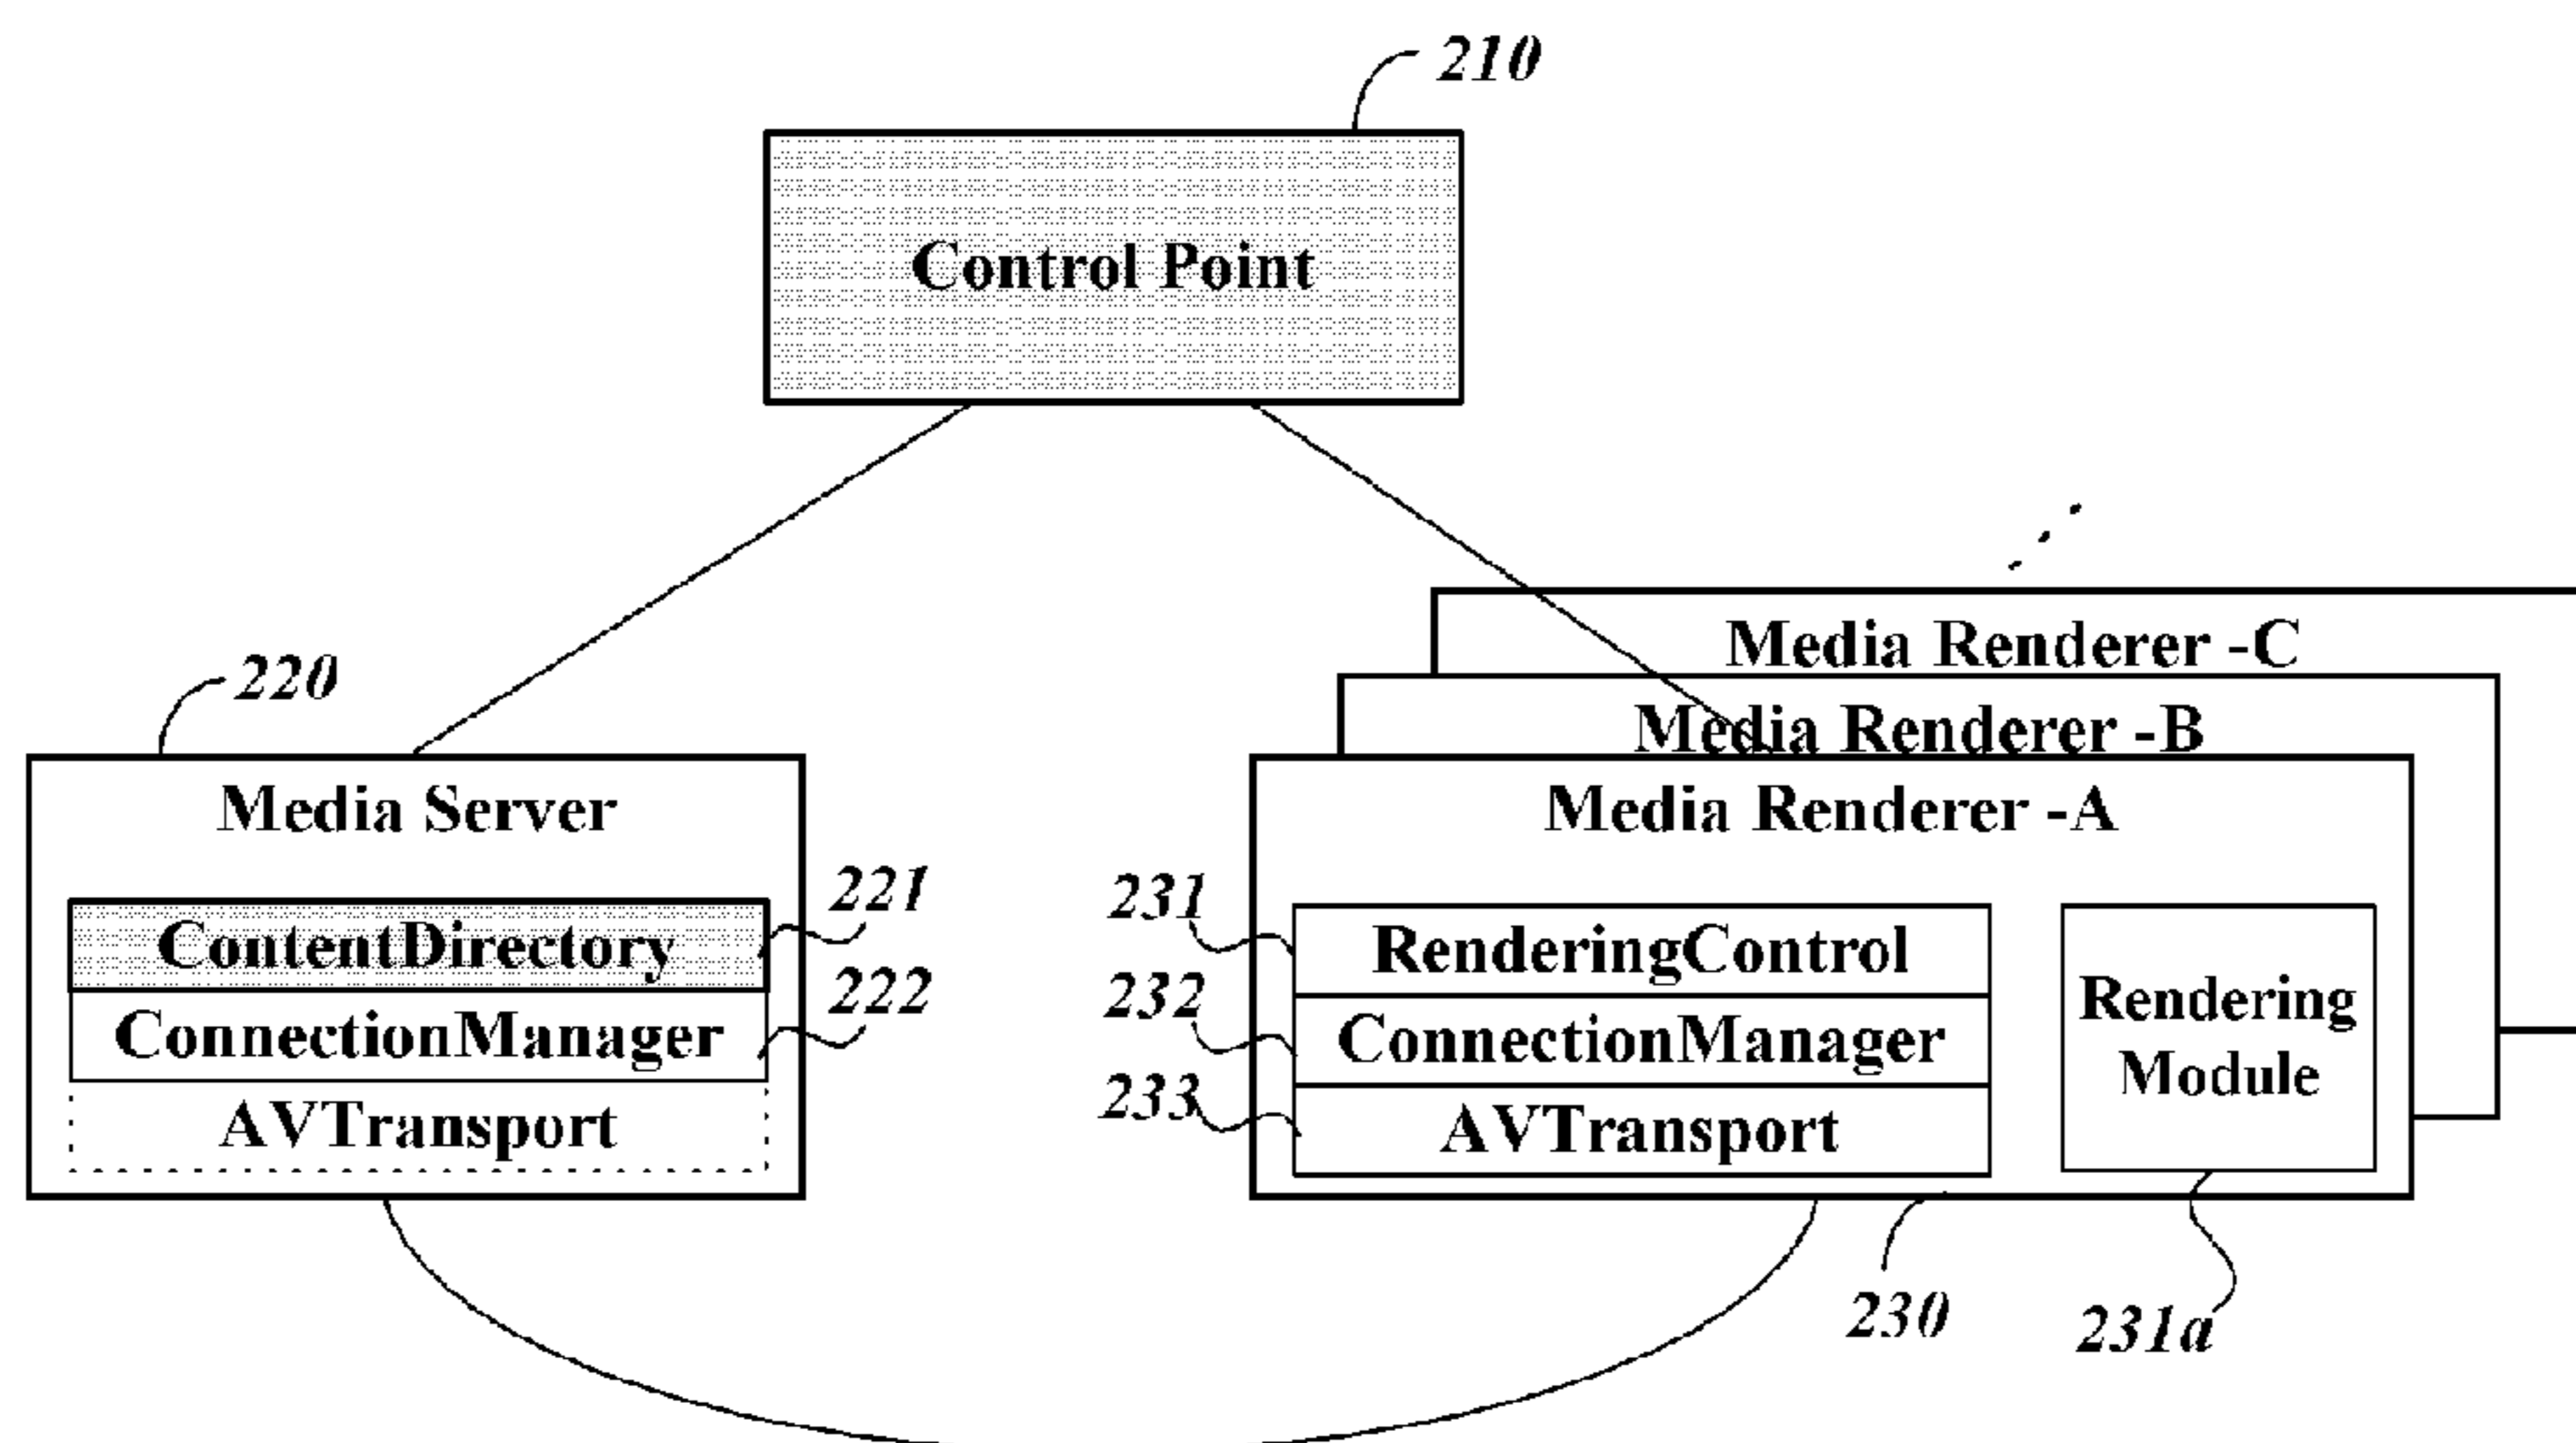 210
Control Point
Media Renderer -C
220
Media Renderer -B
Media Server
Media Renderer -A
221
231
ContentDirectory
RenderingControl
222
232
Rendering
Module
ConnectionManager
ConnectionManager
233
AVTransport
AVTransport
230
231a